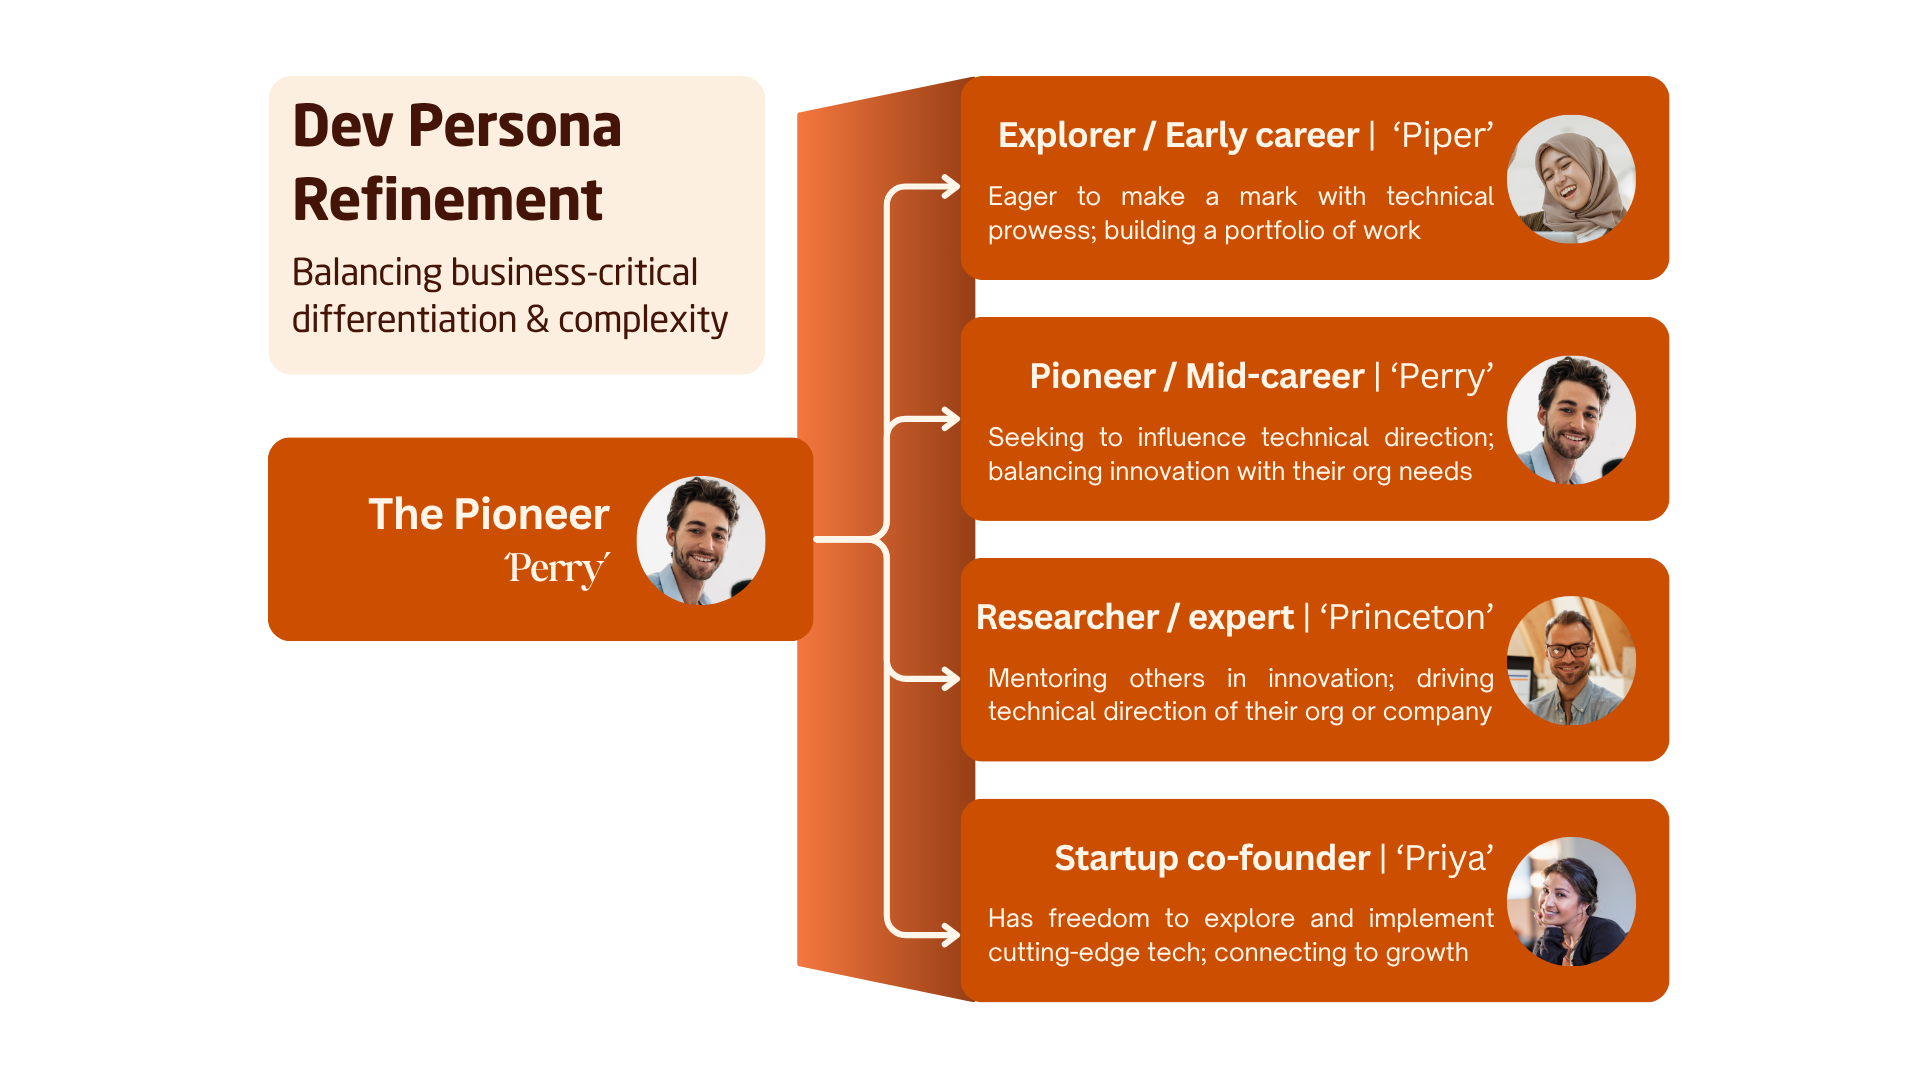 Dev Persona
Refinement
Balancing business-critical
differentiation & complexity
The Pioneer
‘Perry’
Explorer / Early career | ‘Piper’
Eager to make a mark with technical
prowess; building a portfolio of work
Pioneer / Mid-career | ‘Perry’
Seeking to influence technical direction;
balancing innovation with their org needs
Researcher / expert | ‘Princeton’
Mentoring others in innovation; driving
technical direction of their org or company
Startup co-founder | ‘Priya’
Has freedom to explore and implement
cutting-edge tech; connecting to growth